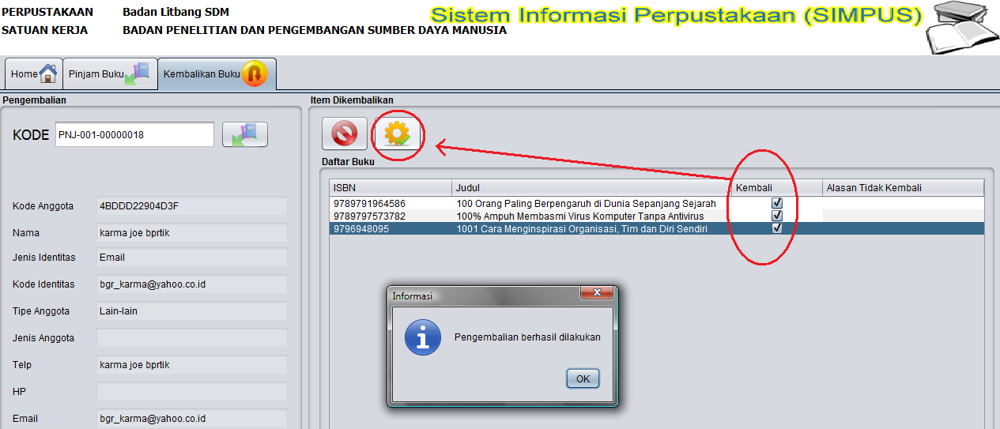 PERPUSTAKAAN Badan Litbang SDM
SATUAN KERJA BADAN PENELITIAN DAN PENGEMBANGAN SUMBER DAYA MANUSIA
Sistem Informasi Perpustakaan (SIMPUS)
Home Pinjam Buku Kembalikan Buku
Pengembalian
KODE PNJ-001-00000018
Kode Anggota 4BDDD22904D3F
Nama karma joe bprtik
Jenis Identitas Email
Kode Identitas bgr_karma@yahoo.co.id
Tipe Anggota Lain-lain
Jenis Anggota
Telp karma joe bprtik
HP
Email bgr_karma@yahoo.co.id
Item Dikembalikan
Daftar Buku
ISBN Judul Kembali Alasan Tidak Kembali
9789791964586 100 Orang Paling Berpengaruh di Dunia Sepanjang Sejarah
9789797573782 100% Ampuh Membasmi Virus Komputer Tanpa Antivirus
9796948095 1001 Cara Menginspirasi Organisasi, Tim dan Diri Sendiri
Informasi
Pengembalian berhasil dilakukan
OK